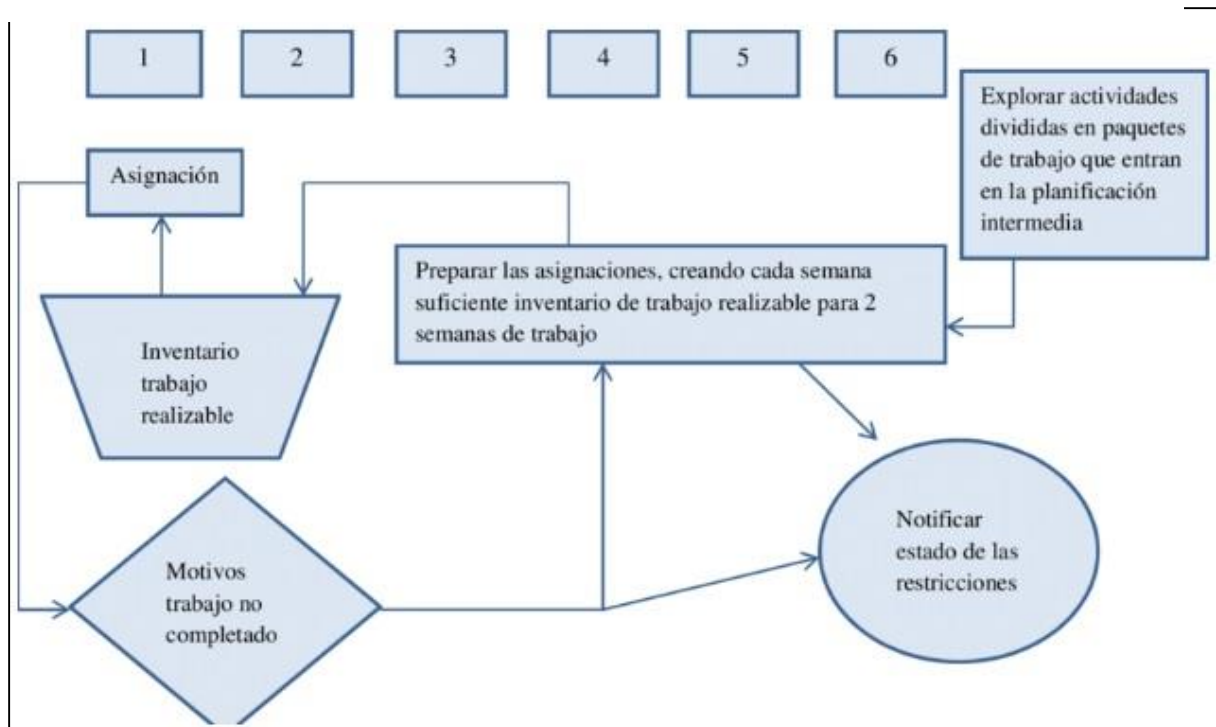 1
2
3
4
5
6
Explorar actividades
divididas en paquetes
de trabajo que entran
en la planificación
intermedia
Asignación
Preparar las asignaciones, creando cada semana
suficiente inventario de trabajo realizable para 2
semanas de trabajo
Inventario
trabajo
realizable
Motivos
trabajo no
completado
Notificar
estado de las
restricciones